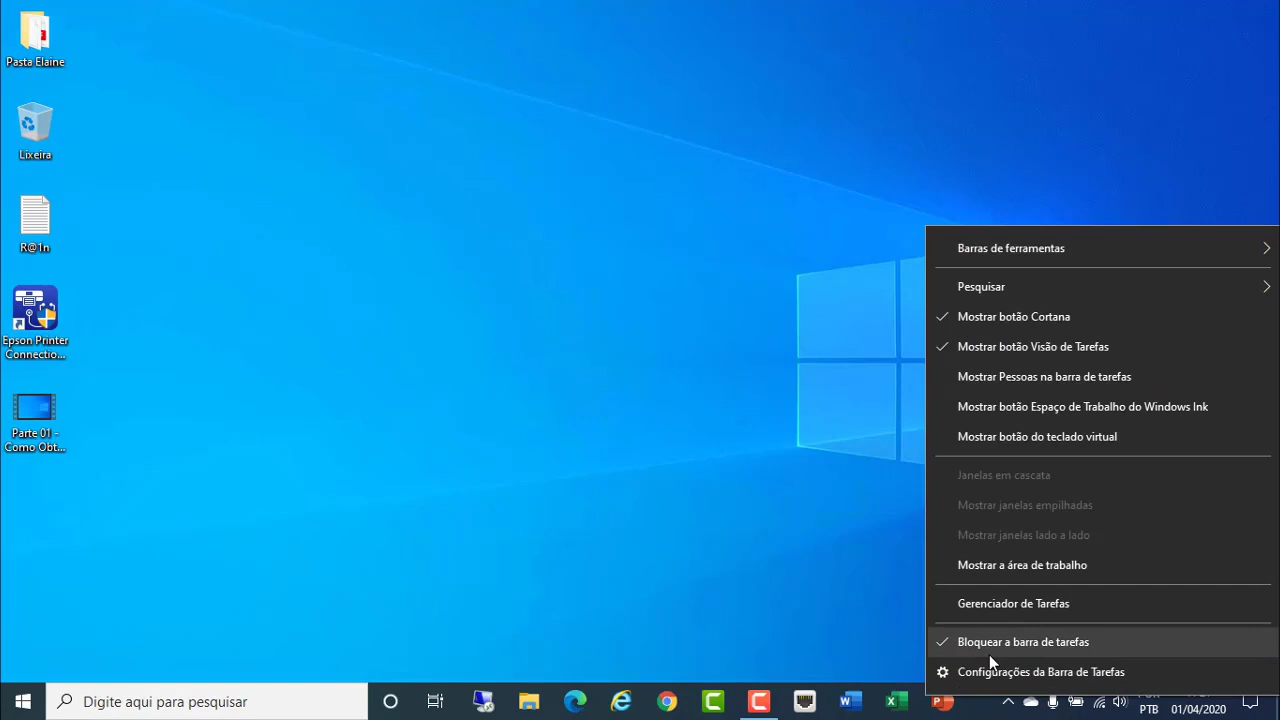 Pasta Elaine
Lixeira
R@1n
Epson Printer
Connectio...
Parte 01 -
Como Obt...
Barras de ferramentas
Pesquisar
Mostrar botão Cortana
Mostrar botão Visão de Tarefas
Mostrar Pessoas na barra de tarefas
Mostrar botão Espaço de Trabalho do Windows Ink
Mostrar botão do teclado virtual
Janelas em cascata
Mostrar janelas empilhadas
Mostrar janelas lado a lado
Mostrar a área de trabalho
Gerenciador de Tarefas
Bloquear a barra de tarefas
Configurações da Barra de Tarefas
Digite aqui para pesquisar
PTB
01/04/2020